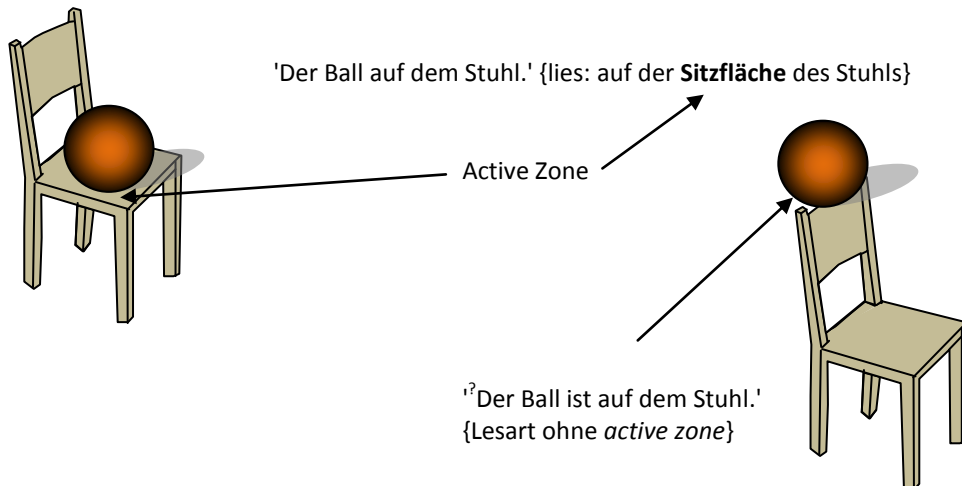 'Der Ball auf dem Stuhl.' {lies: auf der Sitzfläche des Stuhls}
Active Zone
'?Der Ball ist auf dem Stuhl.'
{Lesart ohne active zone}